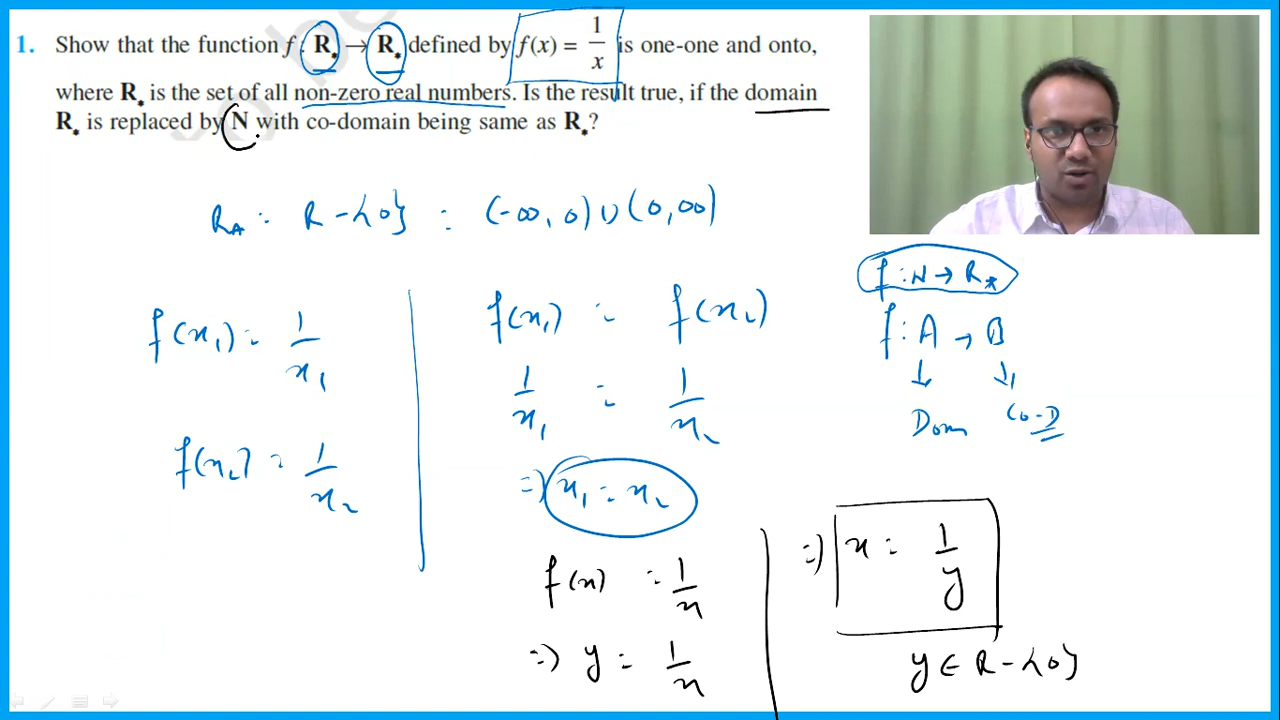 1. Show that the function f : R* → R* defined by f(x) = 1/x is one-one and onto,
where R* is the set of all non-zero real numbers. Is the result true, if the domain
R* is replaced by N with co-domain being same as R*?
R* = R - {0} = (-∞, 0) ∪ (0, ∞)
f(x₁) = 1/x₁
f(x₂) = 1/x₂
f(x₁) = f(x₂)
1/x₁ = 1/x₂
⇒ x₁ = x₂
f(x) = 1/x
⇒ y = 1/x
f : N → R*
f : A → B
↓ ↓
Dom Co-D
⇒ x = 1/y
y ∈ R - {0}